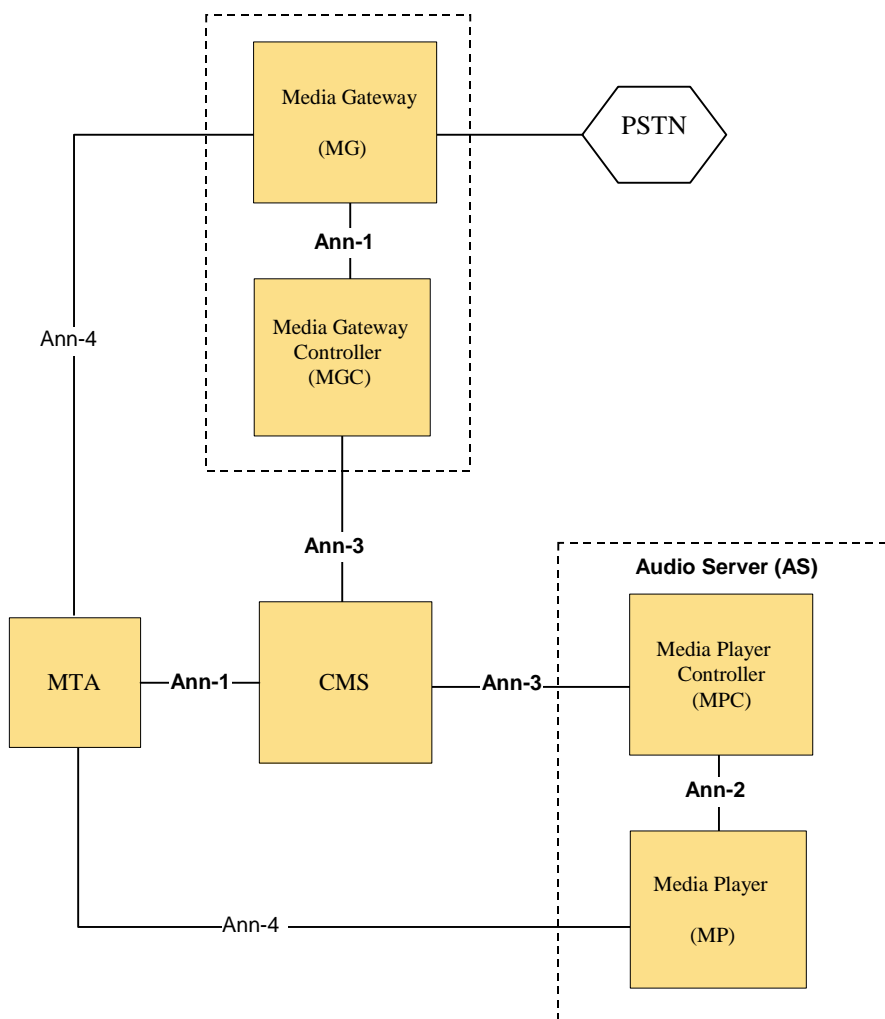 Media Gateway
(MG)
PSTN
Ann-1
Media Gateway
Controller
(MGC)
Ann-4
Ann-3
Audio Server (AS)
MTA
Ann-1
CMS
Ann-3
Media Player
Controller
(MPC)
Ann-2
Media Player
(MP)
Ann-4